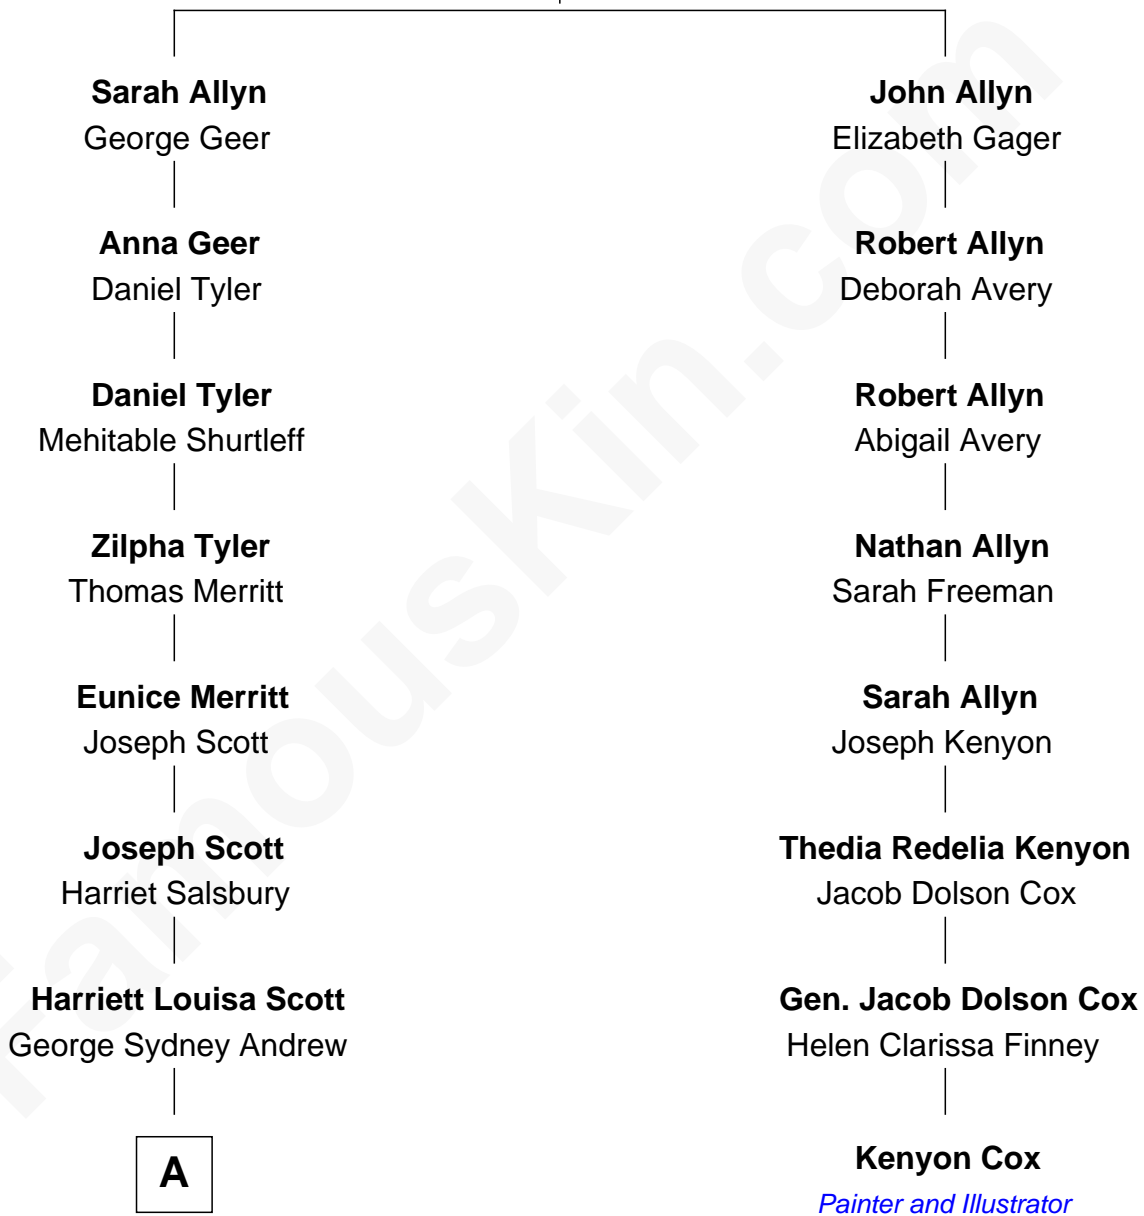 Sarah Allyn
George Geer
John Allyn
Elizabeth Gager
Anna Geer
Daniel Tyler
Robert Allyn
Deborah Avery
Daniel Tyler
Mehitable Shurtleff
Robert Allyn
Abigail Avery
Zilpha Tyler
Thomas Merritt
Nathan Allyn
Sarah Freeman
Eunice Merritt
Joseph Scott
Sarah Allyn
Joseph Kenyon
Joseph Scott
Harriet Salsbury
Thedia Redelia Kenyon
Jacob Dolson Cox
Harriett Louisa Scott
George Sydney Andrew
Gen. Jacob Dolson Cox
Helen Clarissa Finney
A
Kenyon Cox
Painter and Illustrator
FamousKin.com